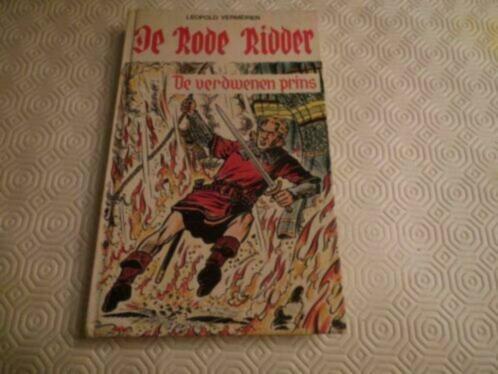 LEOPOLD VERMEIREN
De Rode Ridder
De verdwenen prins